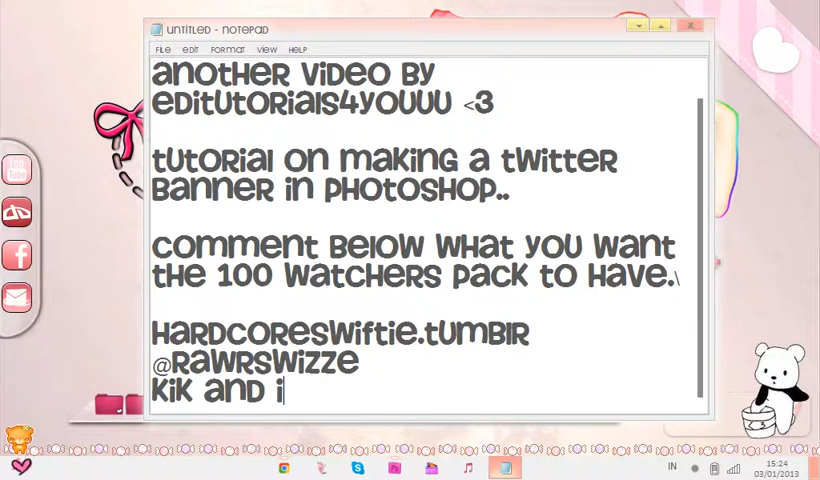 Untitled - Notepad
File Edit Format View Help
another video by
editutorials4youuu <3
tutorial on making a twitter
banner in photoshop..
comment below what you want
the 100 watchers pack to have.\
hardcoreswiftie.tumblr
@rawrswizze
kik and i
You Tube
IN
15:24
03/01/2013